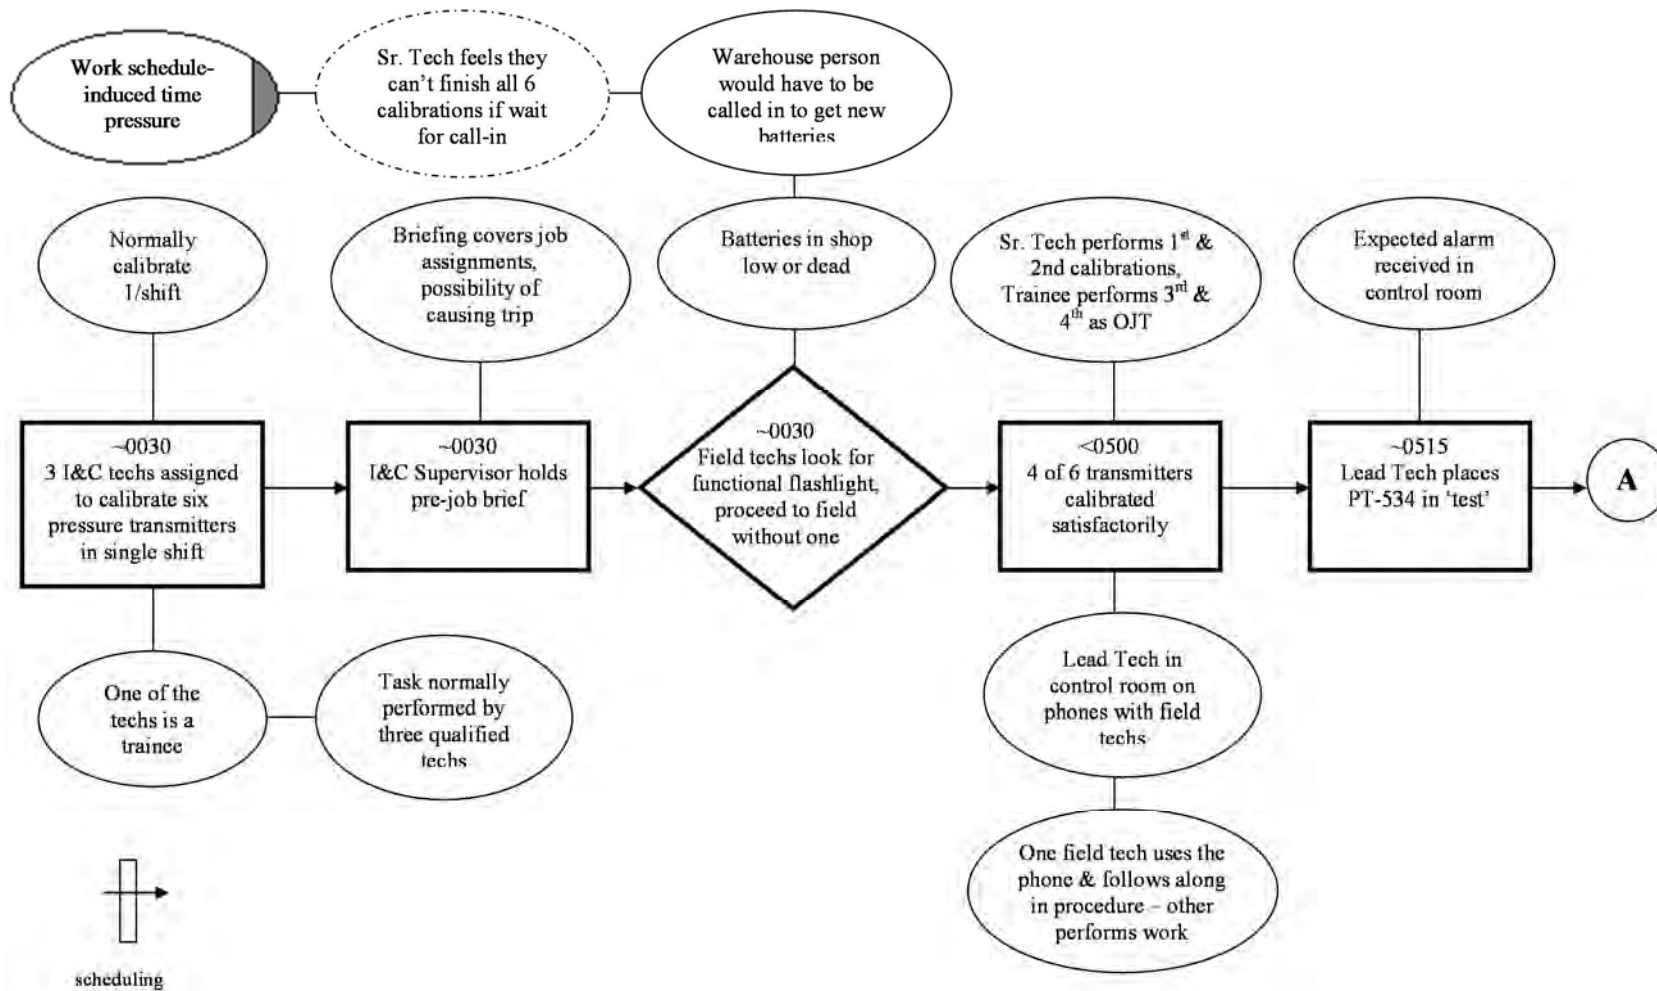 Work schedule-
induced time
pressure
Sr. Tech feels they
can't finish all 6
calibrations if wait
for call-in
Warehouse person
would have to be
called in to get new
batteries
Normally
calibrate
1/shift
Briefing covers job
assignments,
possibility of
causing trip
Batteries in shop
low or dead
Sr. Tech performs 1st &
2nd calibrations,
Trainee performs 3rd &
4th as OJT
Expected alarm
received in
control room
~0030
3 I&C techs assigned
to calibrate six
pressure transmitters
in single shift
~0030
I&C Supervisor holds
pre-job brief
~0030
Field techs look for
functional flashlight,
proceed to field
without one
<0500
4 of 6 transmitters
calibrated
satisfactorily
~0515
Lead Tech places
PT-534 in 'test'
A
One of the
techs is a
trainee
Task normally
performed by
three qualified
techs
Lead Tech in
control room on
phones with field
techs
One field tech uses the
phone & follows along
in procedure – other
performs work
scheduling